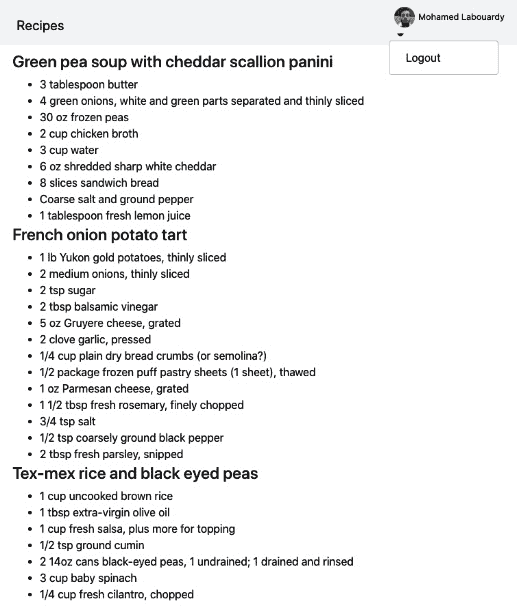 Recipes
Mohamed Labouardy
Logout
Green pea soup with cheddar scallion panini
• 3 tablespoon butter
• 4 green onions, white and green parts separated and thinly sliced
• 30 oz frozen peas
• 2 cup chicken broth
• 3 cup water
• 6 oz shredded sharp white cheddar
• 8 slices sandwich bread
• Coarse salt and ground pepper
• 1 tablespoon fresh lemon juice
French onion potato tart
• 1 lb Yukon gold potatoes, thinly sliced
• 2 medium onions, thinly sliced
• 2 tsp sugar
• 2 tbsp balsamic vinegar
• 5 oz Gruyere cheese, grated
• 2 clove garlic, pressed
• 1/4 cup plain dry bread crumbs (or semolina?)
• 1/2 package frozen puff pastry sheets (1 sheet), thawed
• 1 oz Parmesan cheese, grated
• 1 1/2 tbsp fresh rosemary, finely chopped
• 3/4 tsp salt
• 1/2 tsp coarsely ground black pepper
• 2 tbsp fresh parsley, snipped
Tex-mex rice and black eyed peas
• 1 cup uncooked brown rice
• 1 tbsp extra-virgin olive oil
• 1 cup fresh salsa, plus more for topping
• 1/2 tsp ground cumin
• 2 14oz cans black-eyed peas, 1 undrained; 1 drained and rinsed
• 3 cup baby spinach
• 1/4 cup fresh cilantro, chopped